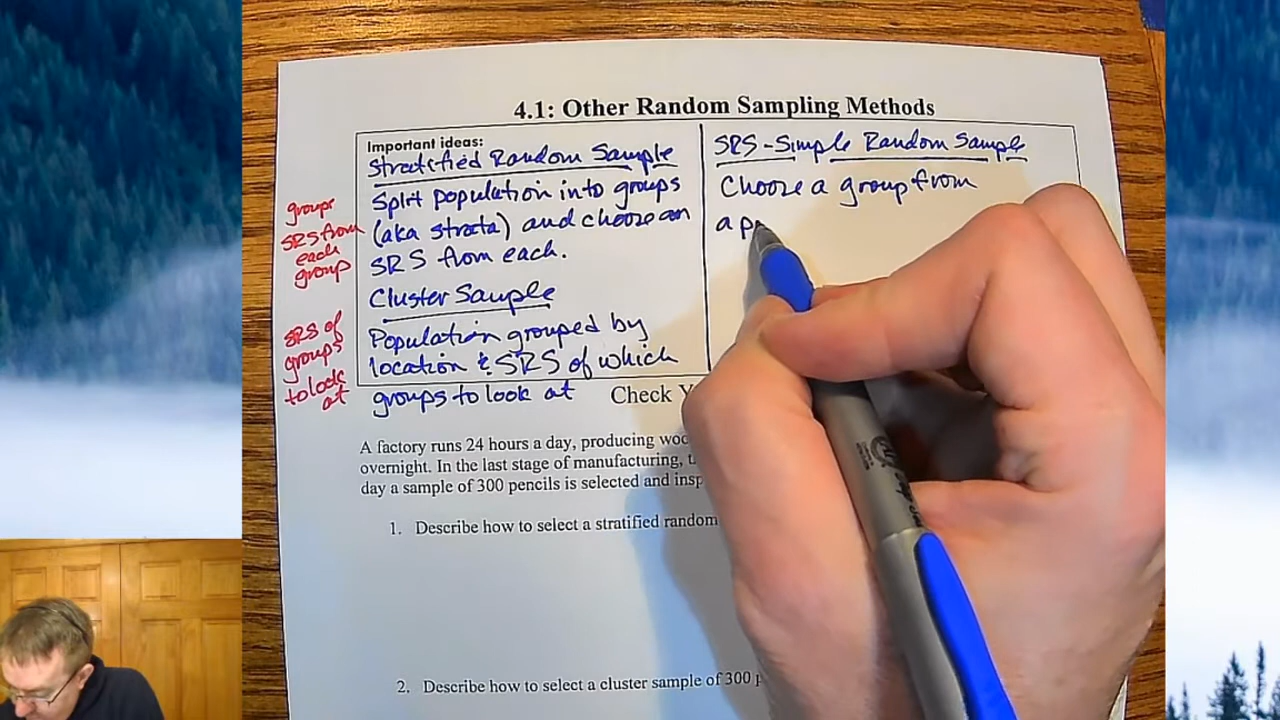 4.1: Other Random Sampling Methods
Important ideas:
Stratified Random Sample
Split population into groups
(aka strata) and choose an
SRS from each.
Cluster Sample
Population grouped by
location & SRS of which
groups to look at
groups
SRS from
each
group
SRS of
groups
to look
at
SRS - Simple Random Sample
Choose a group from
a p
Check Y
A factory runs 24 hours a day, producing woo
overnight. In the last stage of manufacturing, t
day a sample of 300 pencils is selected and insp
1. Describe how to select a stratified random
2. Describe how to select a cluster sample of 300 p